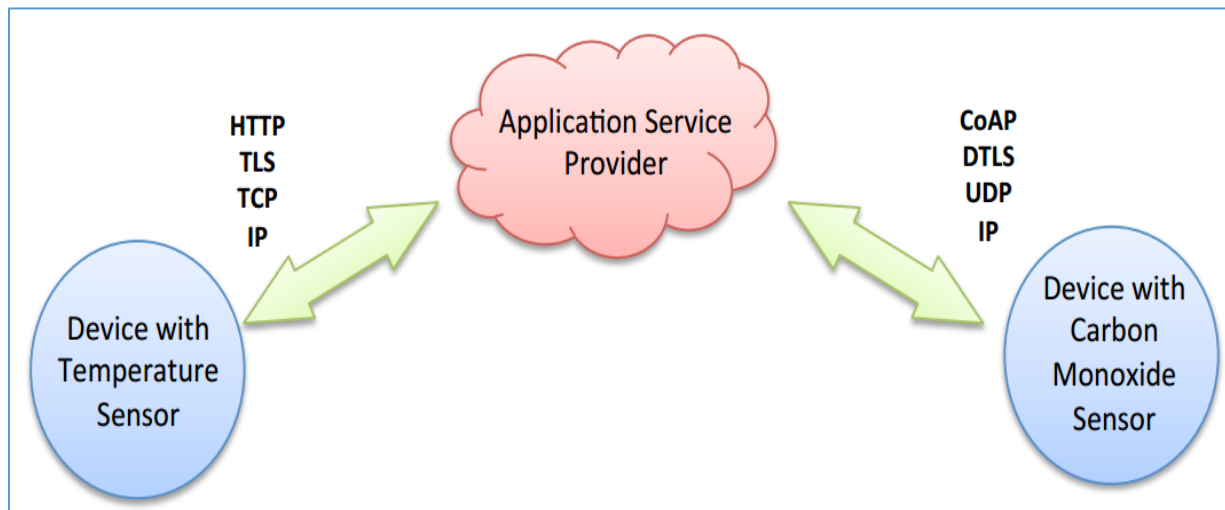 HTTP
TLS
TCP
IP
Application Service
Provider
CoAP
DTLS
UDP
IP
Device with
Temperature
Sensor
Device with
Carbon
Monoxide
Sensor